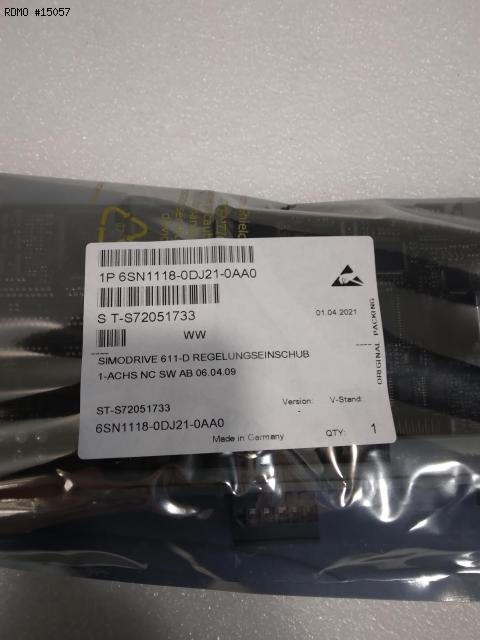 RDMO #15057
1P 6SN1118-0DJ21-0AA0
S T-S72051733
WW
01.04.2021
ORIGINAL PACKING
SIMODRIVE 611-D REGELUNGSEINSCHUB
1-ACHS NC SW AB 06.04.09
ST-S72051733
Version: V-Stand:
-
6SN1118-0DJ21-0AA0
Made in Germany
QTY: 1